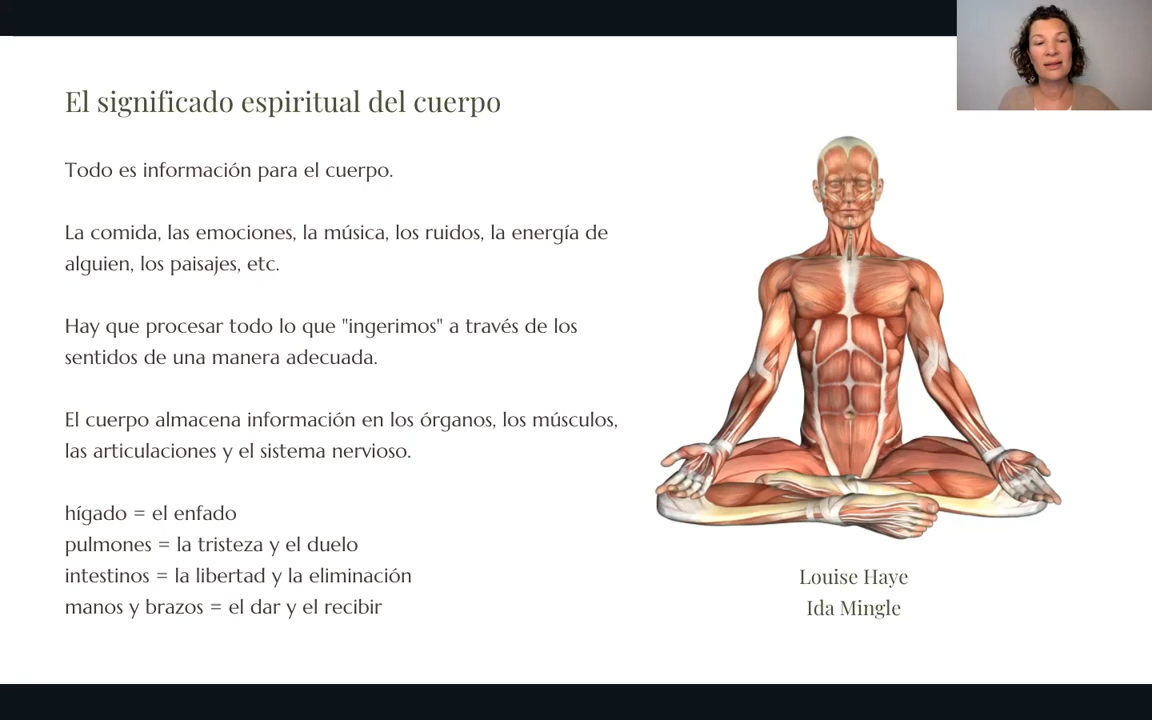 El significado espiritual del cuerpo
Todo es información para el cuerpo.
La comida, las emociones, la música, los ruidos, la energía de
alguien, los paisajes, etc.
Hay que procesar todo lo que "ingerimos" a través de los
sentidos de una manera adecuada.
El cuerpo almacena información en los órganos, los músculos,
las articulaciones y el sistema nervioso.
hígado = el enfado
pulmones = la tristeza y el duelo
intestinos = la libertad y la eliminación
manos y brazos = el dar y el recibir
Louise Haye
Ida Mingle